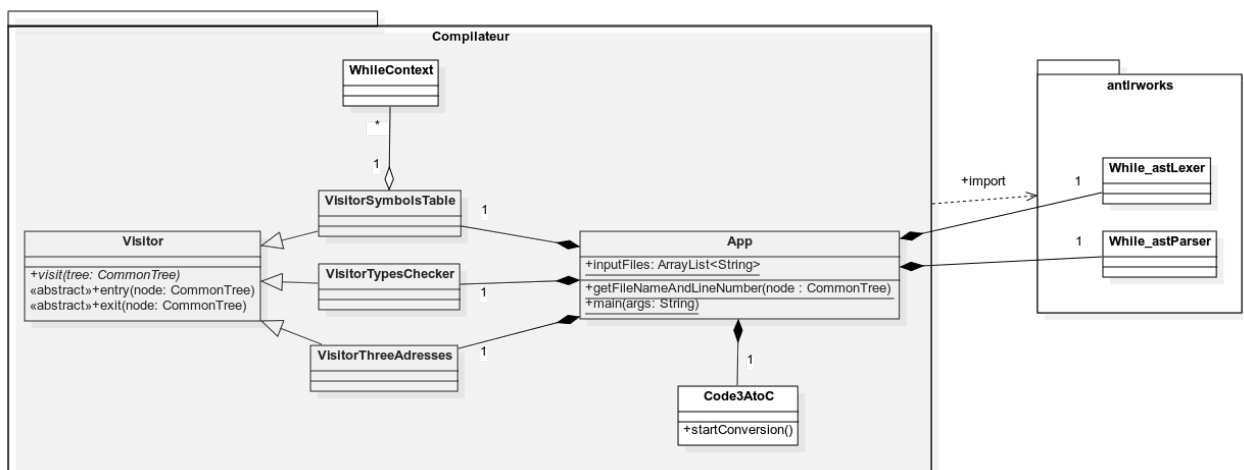 Compilateur
WhileContext
*
1
VisitorSymbolsTable
1
Visitor
+visit(tree: CommonTree)
«abstract»+entry(node: CommonTree)
«abstract»+exit(node: CommonTree)
VisitorTypesChecker
1
VisitorThreeAdresses
1
App
+inputFiles: ArrayList<String>
+getFileNameAndLineNumber(node : CommonTree)
+main(args: String)
1
Code3AtoC
+startConversion()
+import
antlrworks
1
While_astLexer
1
While_astParser